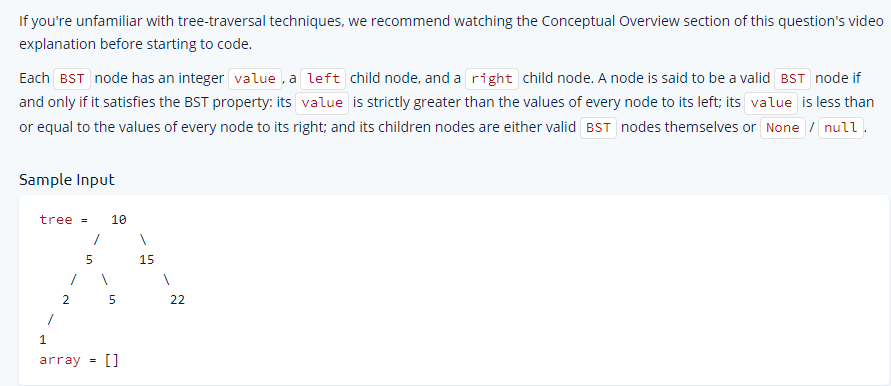 If you're unfamiliar with tree-traversal techniques, we recommend watching the Conceptual Overview section of this question's video
explanation before starting to code.
Each BST node has an integer value , a left child node, and a right child node. A node is said to be a valid BST node if
and only if it satisfies the BST property: its value is strictly greater than the values of every node to its left; its value is less than
or equal to the values of every node to its right; and its children nodes are either valid BST nodes themselves or None / null .
Sample Input
tree =   10
/     \
5      15
/   \       \
2     5       22
/
1
array = []